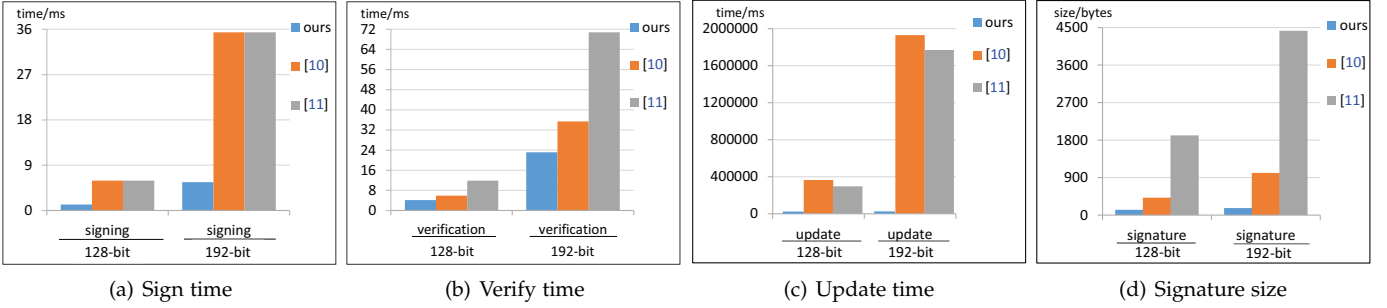 time/ms
36
27
18
9
0
ours
[10]
[11]
signing
128-bit
signing
192-bit
(a) Sign time
time/ms
72
64
56
48
40
32
24
16
8
0
ours
[10]
[11]
verification
128-bit
verification
192-bit
(b) Verify time
time/ms
2000000
1600000
1200000
800000
400000
0
ours
[10]
[11]
update
128-bit
update
192-bit
(c) Update time
size/bytes
4500
3600
2700
1800
900
0
ours
[10]
[11]
signature
128-bit
signature
192-bit
(d) Signature size